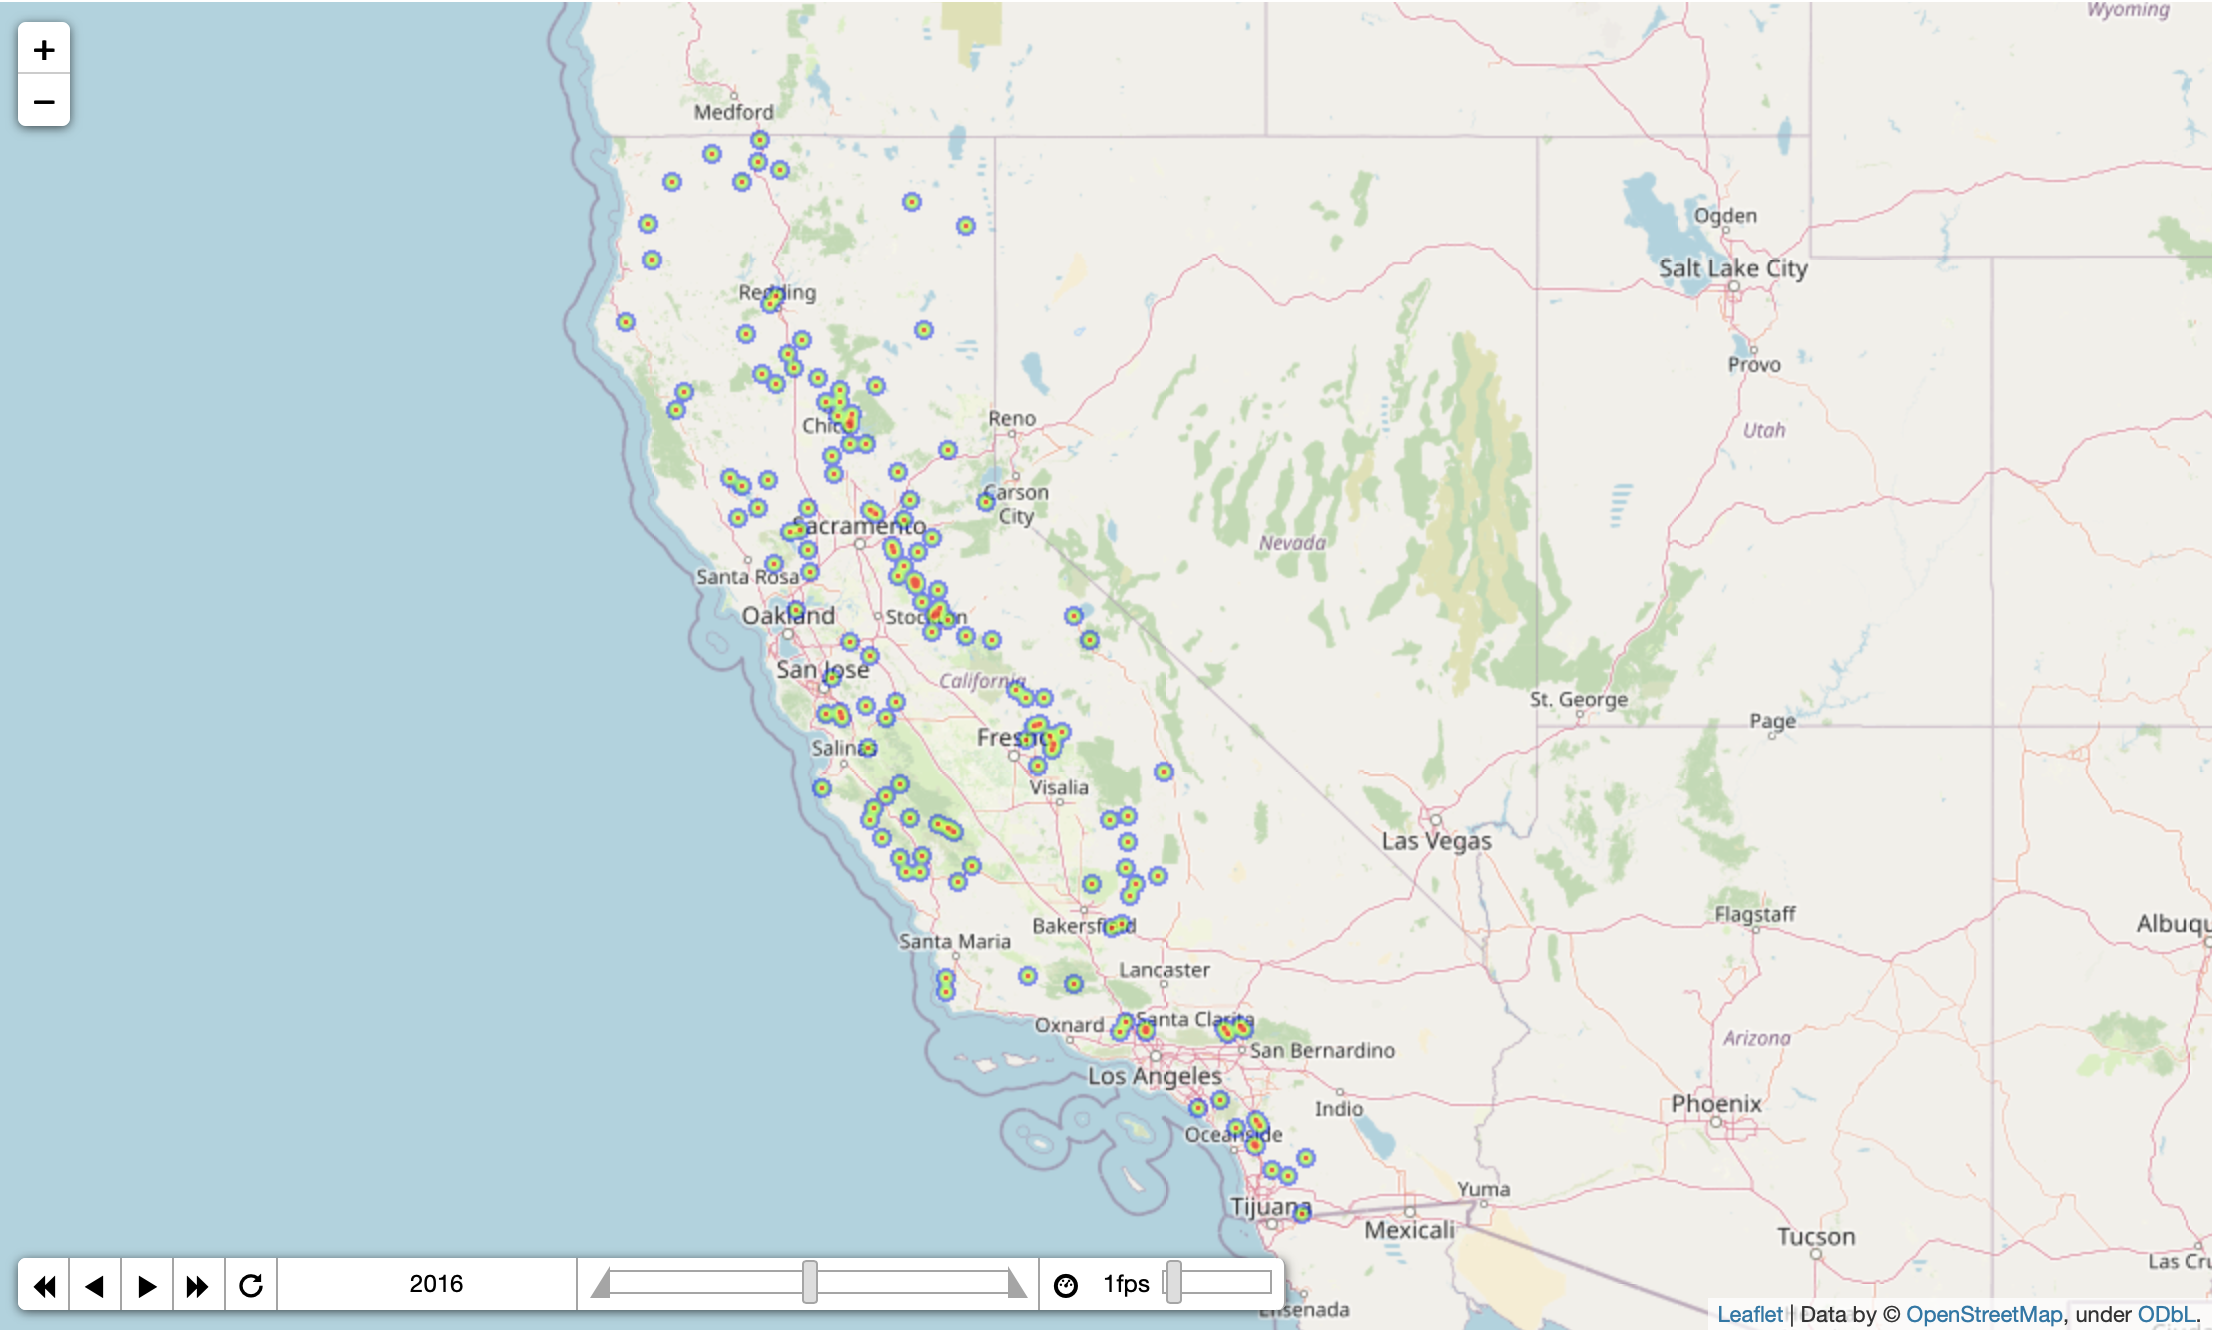 +
−
Wyoming
Medford
Ogden
Salt Lake City
Redding
Provo
Reno
Chico
Utah
Carson
City
Sacramento
Nevada
Santa Rosa
Oakland
Stockton
San Jose
California
St. George
Page
Fresno
Salinas
Visalia
Las Vegas
Flagstaff
Bakersfield
Albuqu
Santa Maria
Lancaster
Oxnard
Santa Clarita
Arizona
San Bernardino
Los Angeles
Indio
Phoenix
Oceanside
Yuma
Tijuana
Mexicali
Tucson
Las Cru
2016
1fps
Ensenada
Leaflet | Data by © OpenStreetMap, under ODbL.